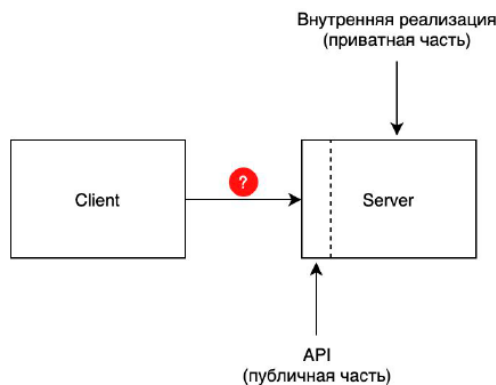 Внутренняя реализация
(приватная часть)
?
Client
Server
API
(публичная часть)